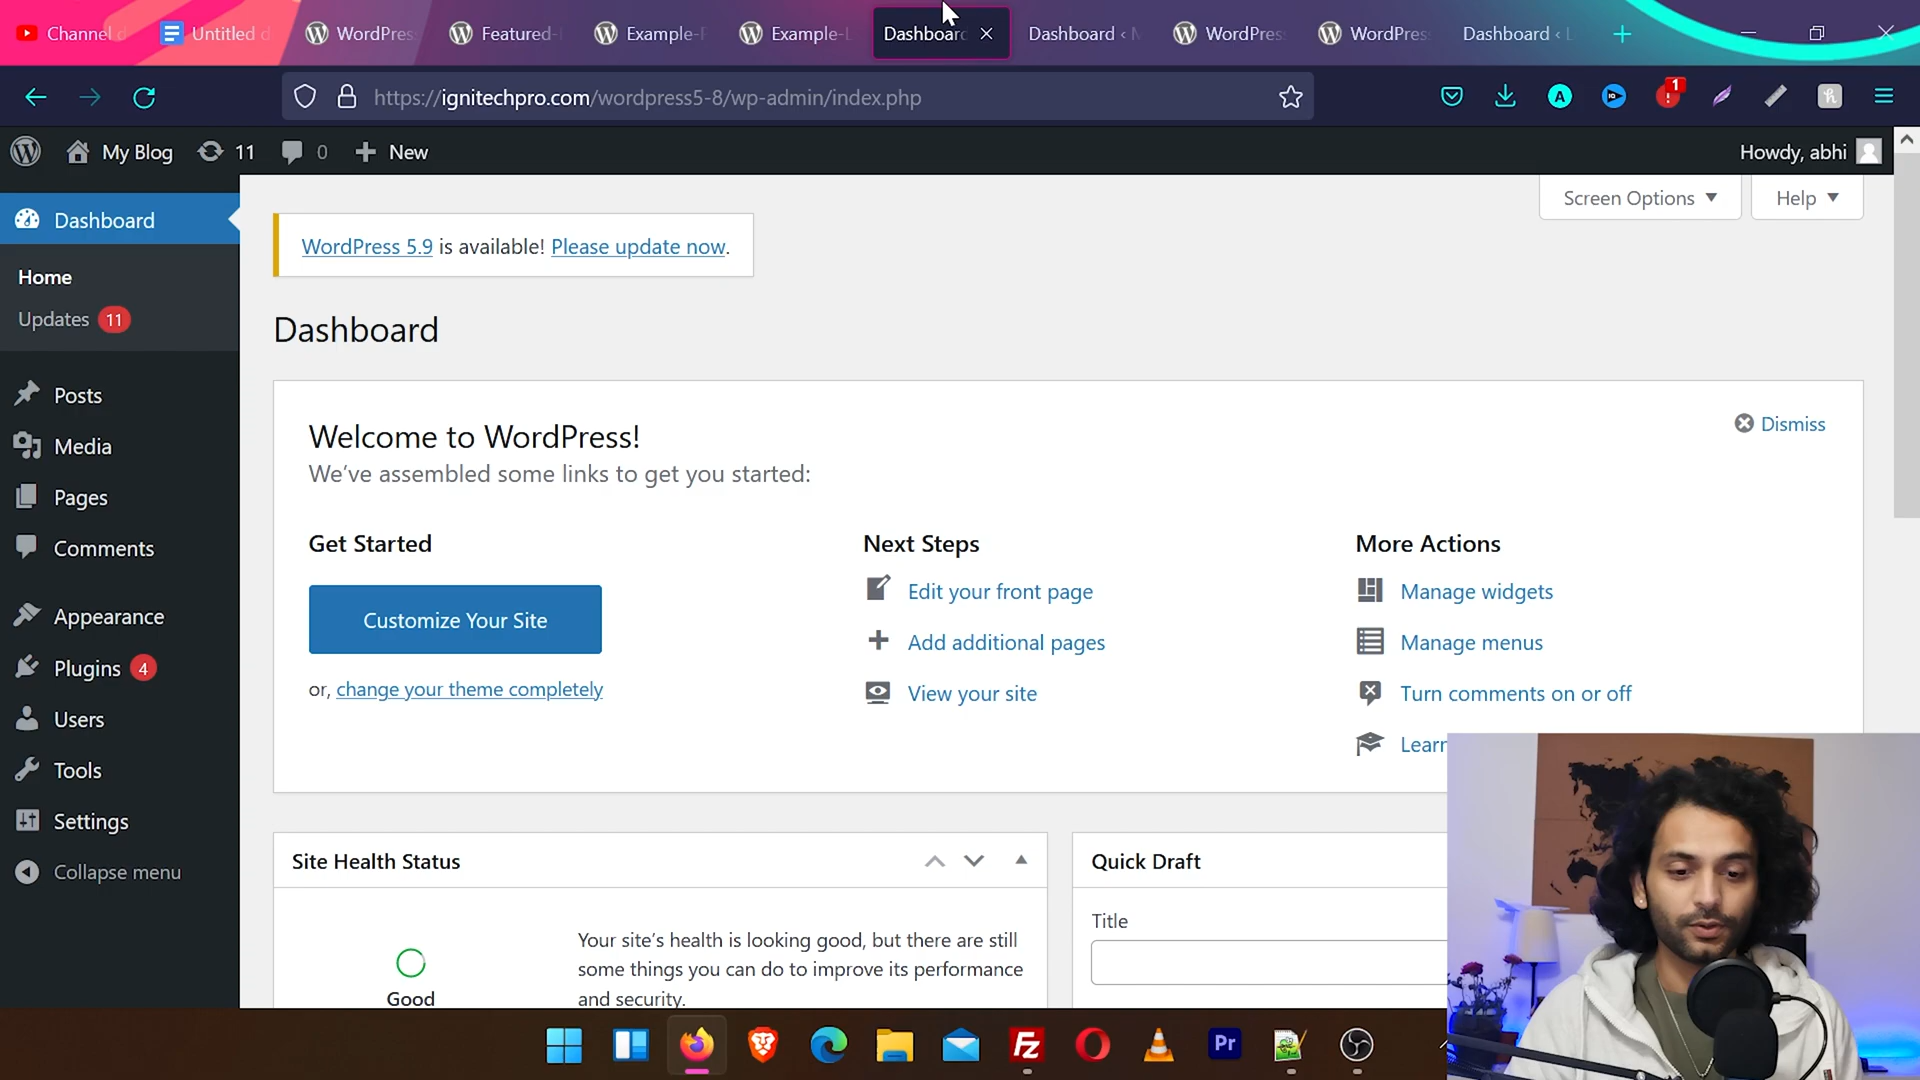 Channel d
Untitled d
WordPres
Featured-
Example-
Example-
Dashboar
Dashboard ‹
WordPres
WordPres
Dashboard ‹
https://ignitechpro.com/wordpress5-8/wp-admin/index.php
1
My Blog
11
0
New
Howdy, abhi
Screen Options
Help
Dashboard
Home
Updates 11
Posts
Media
Pages
Comments
Appearance
Plugins 4
Users
Tools
Settings
Collapse menu
WordPress 5.9 is available! Please update now.
Dashboard
Welcome to WordPress!
Dismiss
We've assembled some links to get you started:
Get Started
Customize Your Site
or, change your theme completely
Next Steps
Edit your front page
Add additional pages
View your site
More Actions
Manage widgets
Manage menus
Turn comments on or off
Learn
Site Health Status
Good
Your site's health is looking good, but there are still
some things you can do to improve its performance
and security.
Quick Draft
Title
Pr